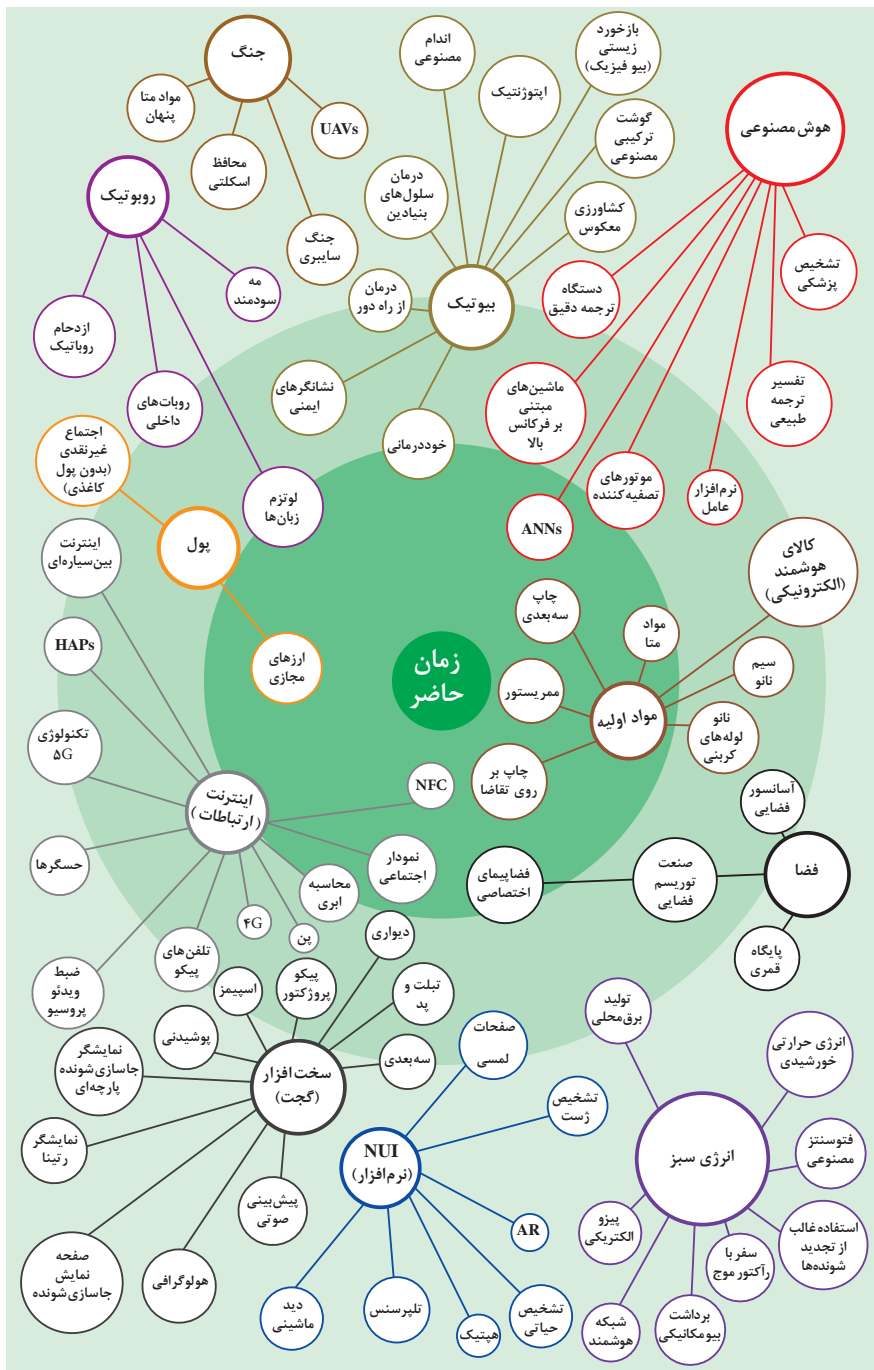 جنگ
مواد متا
پنهان
محافظ
اسکلتی
UAVs
جنگ
سایبری
اندام
مصنوعی
اپتوژنتیک
بازخورد
زیستی
(بیو فیزیک)
گوشت
ترکیبی
مصنوعی
درمان
سلول‌های
بنیادین
کشاورزی
معکوس
بیوتیک
درمان
از راه دور
نشانگرهای
ایمنی
خوددرمانی
هوش مصنوعی
تشخیص
پزشکی
دستگاه
ترجمه دقیق
ماشین‌های
مبتنی
بر فرکانس
بالا
تفسیر
ترجمه
طبیعی
موتورهای
تصفیه‌کننده
نرم‌افزار
عامل
ANNs
روبوتیک
مه
سودمند
ازدحام
روباتیک
روبات‌های
داخلی
لوتزم
زبان‌ها
اجتماع
غیرنقدی
(بدون پول
کاغذی)
پول
ارزهای
مجازی
زمان
حاضر
کالای
هوشمند
(الکترونیکی)
چاپ
سه‌بعدی
مواد
متا
سیم
نانو
ممریستور
مواد اولیه
نانو
لوله‌های
کربنی
چاپ بر
روی تقاضا
اینترنت
بین‌سیاره‌ای
HAPs
تکنولوژی
۵G
اینترنت
(ارتباطات)
NFC
حسگرها
نمودار
اجتماعی
محاسبه
ابری
۴G
پن
تلفن‌های
پیکو
ضبط
ویدئو
پروسیو
آسانسور
فضایی
فضا
صنعت
توریسم
فضایی
فضاپیمای
اختصاصی
پایگاه
قمری
دیواری
پیکو
پروژکتور
اسپیمز
تبلت و
پد
پوشیدنی
سه‌بعدی
سخت‌افزار
(گجت)
نمایشگر
جاسازی‌شونده
پارچه‌ای
نمایشگر
رتینا
پیش‌بینی
صوتی
هولوگرافی
صفحه
نمایش
جاسازی‌شونده
صفحات
لمسی
تشخیص
ژست
NUI
(نرم‌افزار)
AR
دید
ماشینی
تلپرسنس
هپتیک
تشخیص
حیاتی
تولید
برق‌محلی
انرژی حرارتی
خورشیدی
انرژی سبز
فتوسنتز
مصنوعی
پیزو
الکتریکی
استفاده غالب
از تجدید
شونده‌ها
سفر با
رآکتور موج
شبکه
هوشمند
برداشت
بیومکانیکی